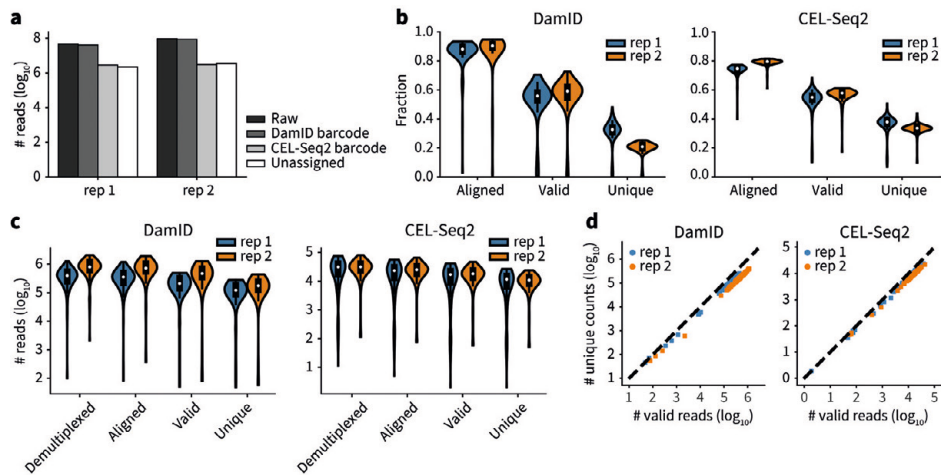 a
# reads (log10)
8
6
4
2
0
rep 1
rep 2
Raw
DamID barcode
CEL-Seq2 barcode
Unassigned
b
DamID
Fraction
1.0
0.8
0.6
0.4
0.2
0.0
rep 1
rep 2
Aligned
Valid
Unique
CEL-Seq2
1.0
0.8
0.6
0.4
0.2
0.0
rep 1
rep 2
Aligned
Valid
Unique
c
DamID
# reads (log10)
6
5
4
3
2
rep 1
rep 2
Demultiplexed
Aligned
Valid
Unique
CEL-Seq2
5
4
3
2
1
rep 1
rep 2
Demultiplexed
Aligned
Valid
Unique
d
DamID
# unique counts (log10)
6
5
4
3
2
1
rep 1
rep 2
1 2 3 4 5 6
# valid reads (log10)
CEL-Seq2
5
4
3
2
1
0
rep 1
rep 2
0 1 2 3 4 5
# valid reads (log10)